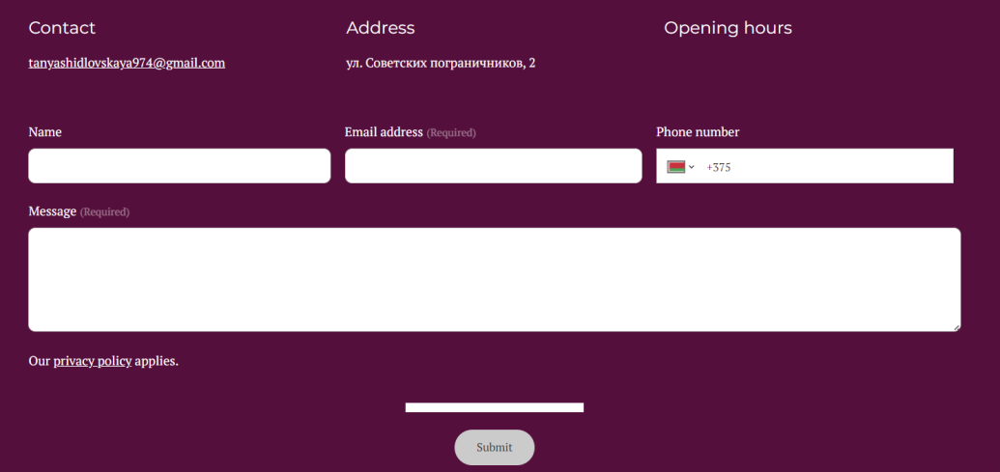 Contact
Address
Opening hours
tanyashidlovskaya974@gmail.com
ул. Советских пограничников, 2
Name
Email address (Required)
Phone number
+375
Message (Required)
Our privacy policy applies.
Submit